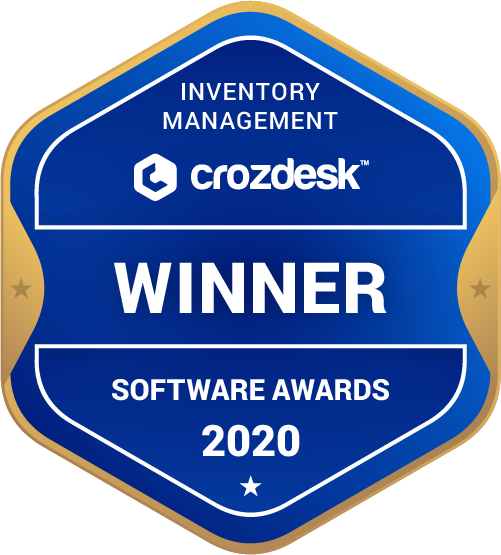 INVENTORY
MANAGEMENT
crozdesk™
WINNER
SOFTWARE AWARDS
2020